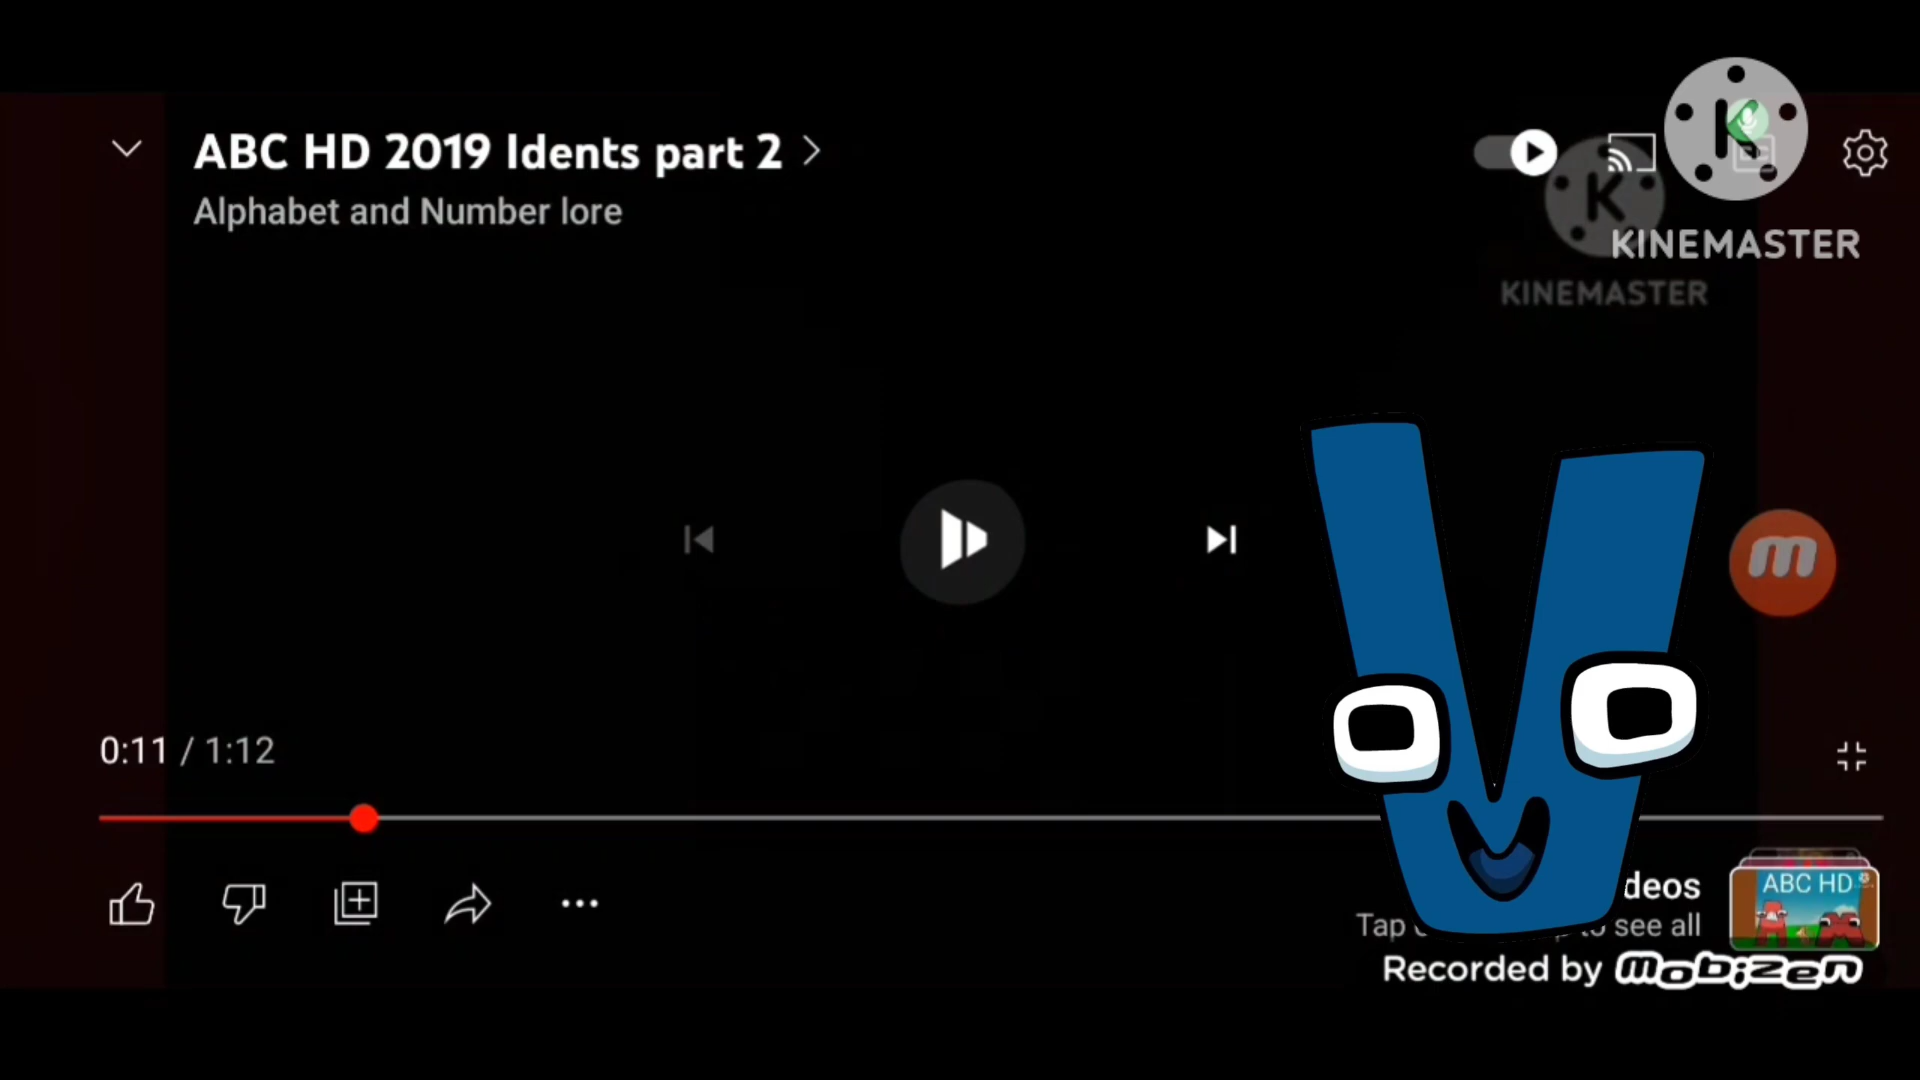 ABC HD 2019 Idents part 2
Alphabet and Number lore
K
KINEMASTER
K
KINEMASTER
m
0:11 / 1:12
deos
Tap to see all
ABC HD
Recorded by mobizen